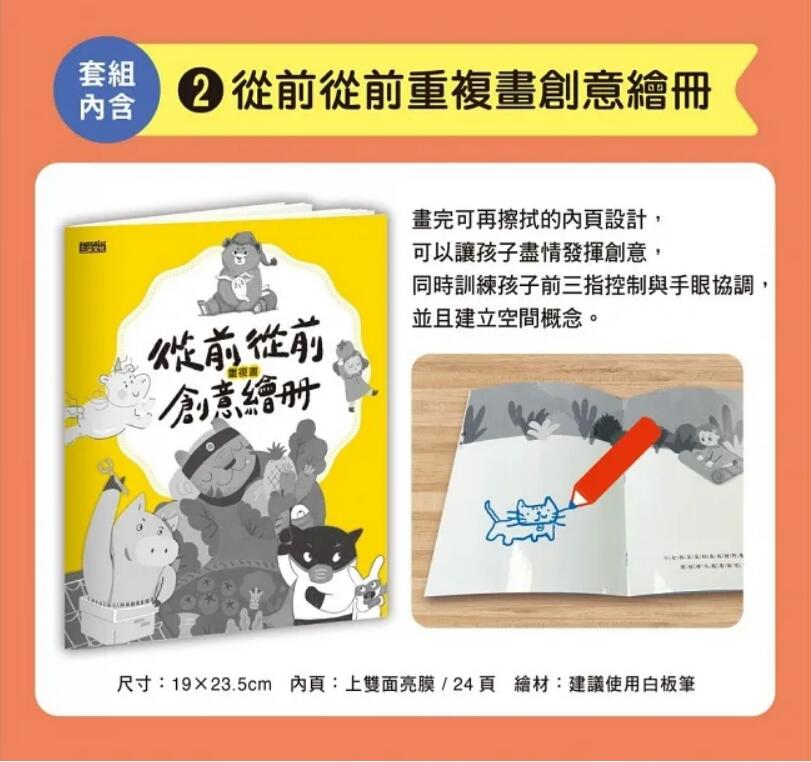 套組
內含
❷從前從前重複畫創意繪冊
畫完可再擦拭的內頁設計，
可以讓孩子盡情發揮創意，
同時訓練孩子前三指控制與手眼協調，
並且建立空間概念。
三采文化
從前從前
重複畫
創意繪冊
尺寸：19×23.5cm 內頁：上雙面亮膜 / 24 頁 繪材：建議使用白板筆